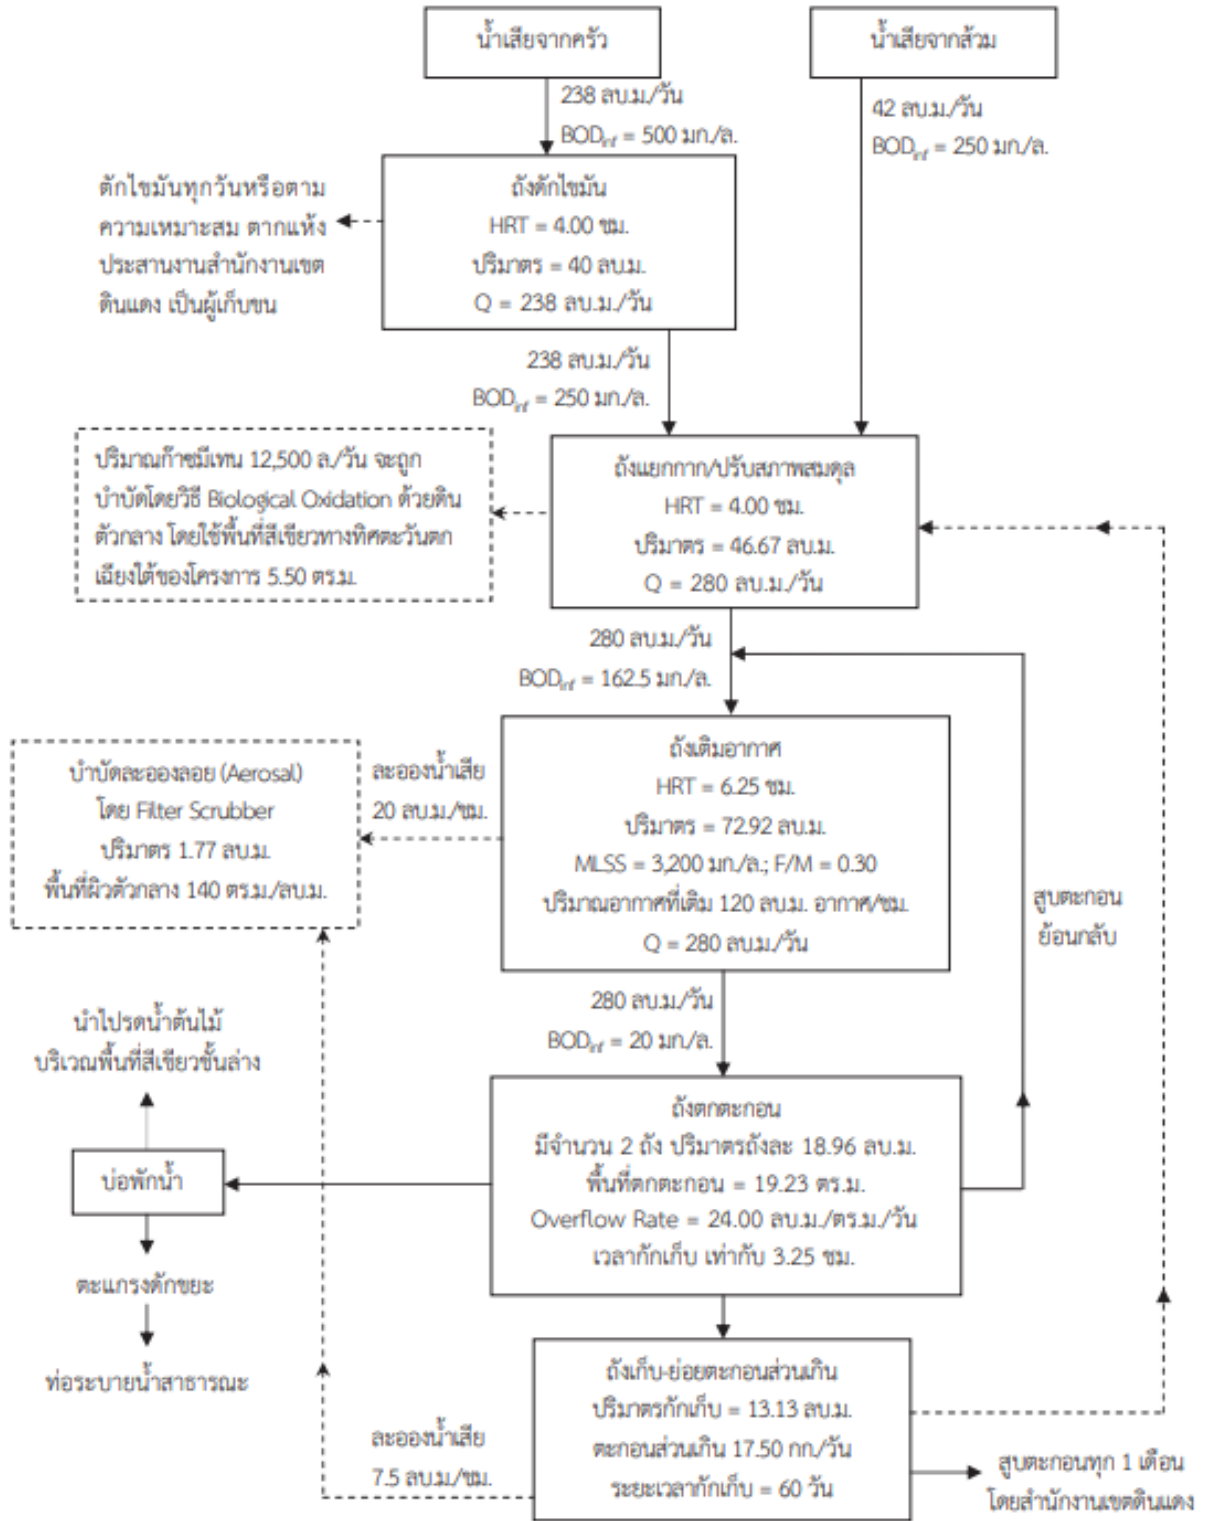 น้ำเสียจากครัว
น้ำเสียจากส้วม
238 ลบ.ม./วัน
BODinf = 500 มก./ล.
42 ลบ.ม./วัน
BODinf = 250 มก./ล.
ตักไขมันทุกวันหรือตาม
ความเหมาะสม ตากแห้ง
ประสานงานสำนักงานเขต
ดินแดง เป็นผู้เก็บขน
ถังดักไขมัน
HRT = 4.00 ชม.
ปริมาตร = 40 ลบ.ม.
Q = 238 ลบ.ม./วัน
238 ลบ.ม./วัน
BODinf = 250 มก./ล.
ปริมาณก๊าซมีเทน 12,500 ล./วัน จะถูก
บำบัดโดยวิธี Biological Oxidation ด้วยดิน
ตัวกลาง โดยใช้พื้นที่สีเขียวทางทิศตะวันตก
เฉียงใต้ของโครงการ 5.50 ตร.ม.
ถังแยกกาก/ปรับสภาพสมดุล
HRT = 4.00 ชม.
ปริมาตร = 46.67 ลบ.ม.
Q = 280 ลบ.ม./วัน
280 ลบ.ม./วัน
BODinf = 162.5 มก./ล.
บำบัดละอองลอย (Aerosal)
โดย Filter Scrubber
ปริมาตร 1.77 ลบ.ม.
พื้นที่ผิวตัวกลาง 140 ตร.ม./ลบ.ม.
ละอองน้ำเสีย
20 ลบ.ม./ชม.
ถังเติมอากาศ
HRT = 6.25 ชม.
ปริมาตร = 72.92 ลบ.ม.
MLSS = 3,200 มก./ล.; F/M = 0.30
ปริมาณอากาศที่เติม 120 ลบ.ม. อากาศ/ชม.
Q = 280 ลบ.ม./วัน
สูบตะกอน
ย้อนกลับ
280 ลบ.ม./วัน
BODinf = 20 มก./ล.
นำไปรดน้ำต้นไม้
บริเวณพื้นที่สีเขียวชั้นล่าง
บ่อพักน้ำ
ตะแกรงดักขยะ
ท่อระบายน้ำสาธารณะ
ถังตกตะกอน
มีจำนวน 2 ถัง ปริมาตรถังละ 18.96 ลบ.ม.
พื้นที่ตกตะกอน = 19.23 ตร.ม.
Overflow Rate = 24.00 ลบ.ม./ตร.ม./วัน
เวลากักเก็บ เท่ากับ 3.25 ชม.
ละอองน้ำเสีย
7.5 ลบ.ม/ชม.
ถังเก็บ-ย่อยตะกอนส่วนเกิน
ปริมาตรกักเก็บ = 13.13 ลบ.ม.
ตะกอนส่วนเกิน 17.50 กก./วัน
ระยะเวลากักเก็บ = 60 วัน
สูบตะกอนทุก 1 เดือน
โดยสำนักงานเขตดินแดง